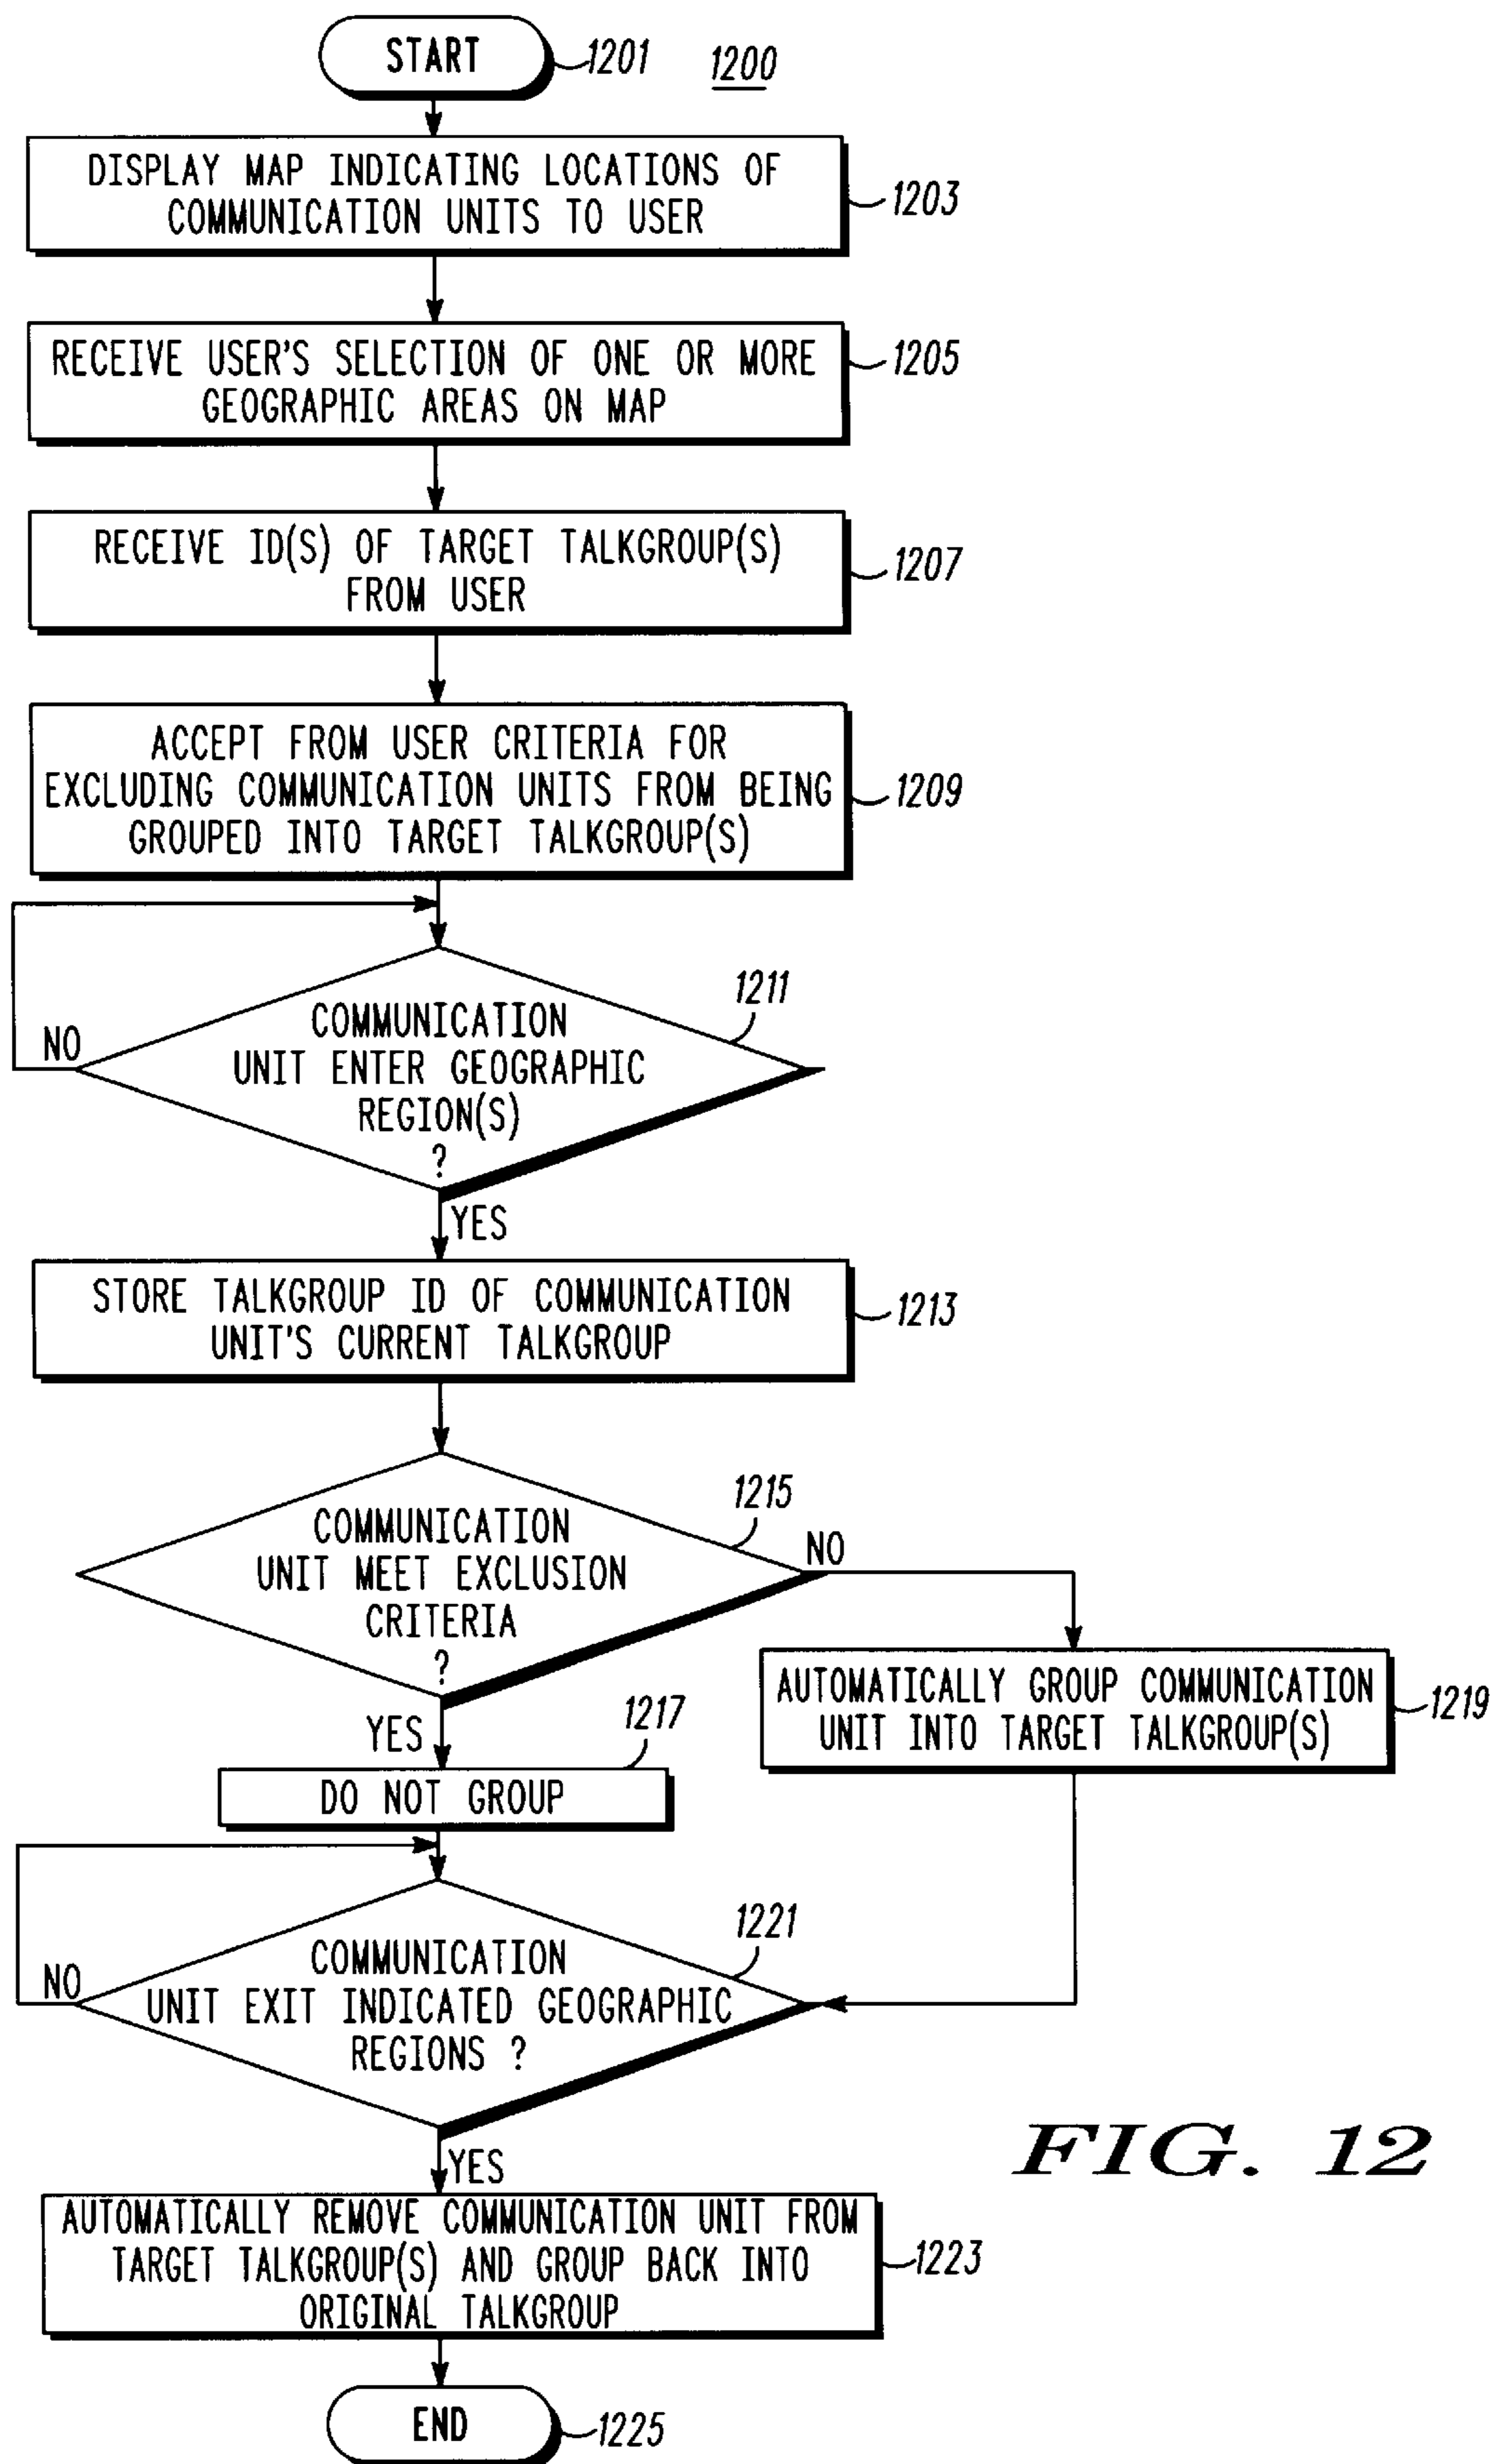 START
1201
1200
DISPLAY MAP INDICATING LOCATIONS OF
COMMUNICATION UNITS TO USER
1203
RECEIVE USER'S SELECTION OF ONE OR MORE
GEOGRAPHIC AREAS ON MAP
1205
RECEIVE ID(S) OF TARGET TALKGROUP(S)
FROM USER
1207
ACCEPT FROM USER CRITERIA FOR
EXCLUDING COMMUNICATION UNITS FROM BEING
GROUPED INTO TARGET TALKGROUP(S)
1209
1211
COMMUNICATION
UNIT ENTER GEOGRAPHIC
REGION(S)
?
NO
YES
STORE TALKGROUP ID OF COMMUNICATION
UNIT'S CURRENT TALKGROUP
1213
1215
COMMUNICATION
UNIT MEET EXCLUSION
CRITERIA
?
NO
YES
1217
DO NOT GROUP
AUTOMATICALLY GROUP COMMUNICATION
UNIT INTO TARGET TALKGROUP(S)
1219
1221
COMMUNICATION
UNIT EXIT INDICATED GEOGRAPHIC
REGIONS ?
NO
YES
AUTOMATICALLY REMOVE COMMUNICATION UNIT FROM
TARGET TALKGROUP(S) AND GROUP BACK INTO
ORIGINAL TALKGROUP
1223
END
1225
FIG. 12